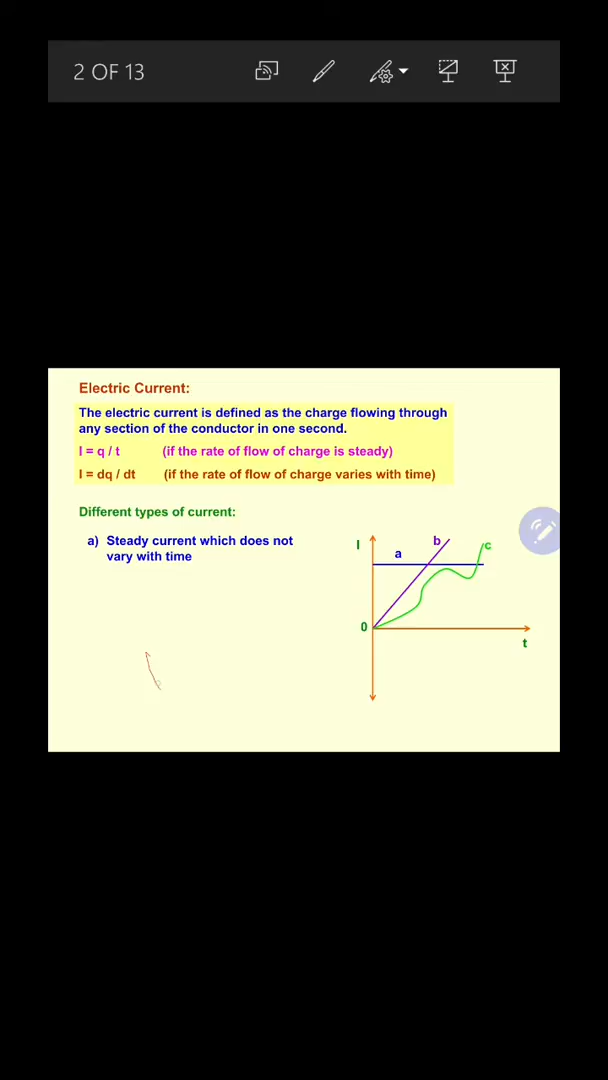 2 OF 13
Electric Current:
The electric current is defined as the charge flowing through
any section of the conductor in one second.
I = q / t (if the rate of flow of charge is steady)
I = dq / dt (if the rate of flow of charge varies with time)
Different types of current:
a) Steady current which does not
vary with time
I
a
b
c
0
t